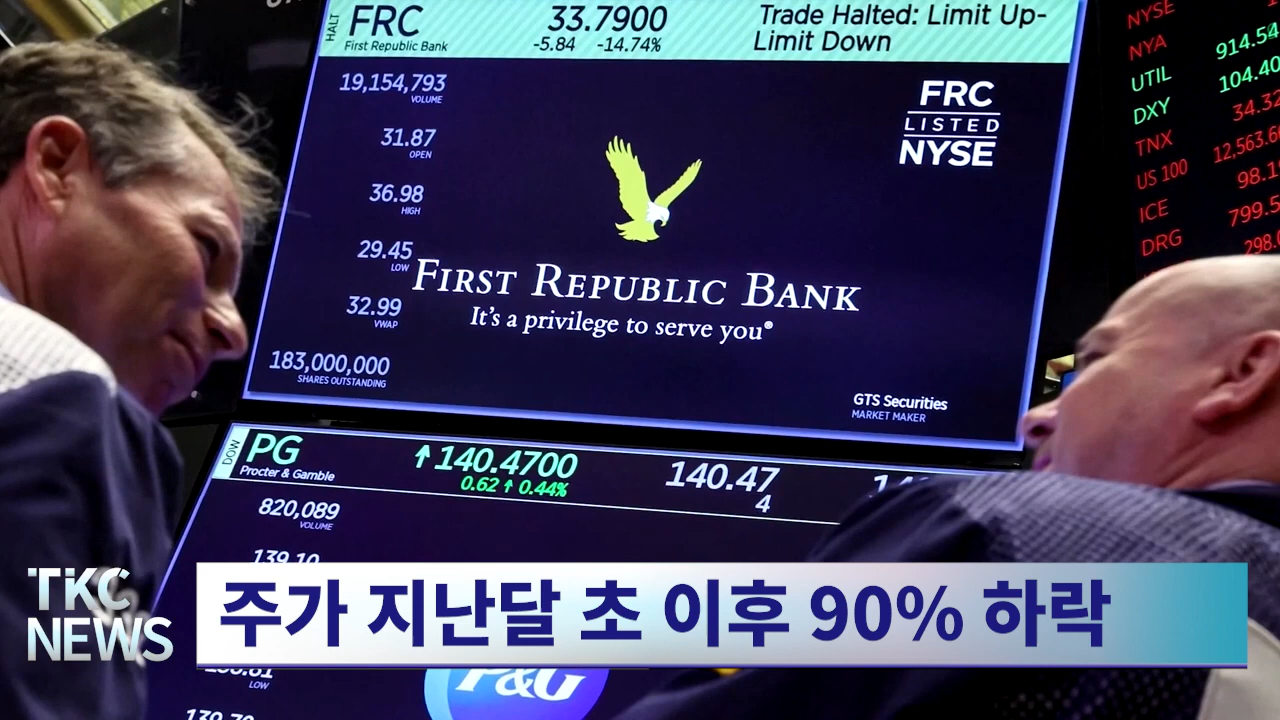 HALT
FRC
First Republic Bank
33.7900
-5.84 -14.74%
Trade Halted: Limit Up-
Limit Down
19,154,793
VOLUME
31.87
OPEN
36.98
HIGH
29.45
LOW
32.99
VWAP
183,000,000
SHARES OUTSTANDING
FRC
LISTED
NYSE
FIRST REPUBLIC BANK
It's a privilege to serve you®
GTS Securities
MARKET MAKER
NYSE
NYA
UTIL 914.54
DXY 104.40
TNX 34.32
US 100
ICE
DRG
DOW
PG
Procter & Gamble
↑140.4700
0.62 ↑ 0.44%
140.47
4
820,089
VOLUME
139.10
LOW
P&G
TKC
NEWS
주가 지난달 초 이후 90% 하락